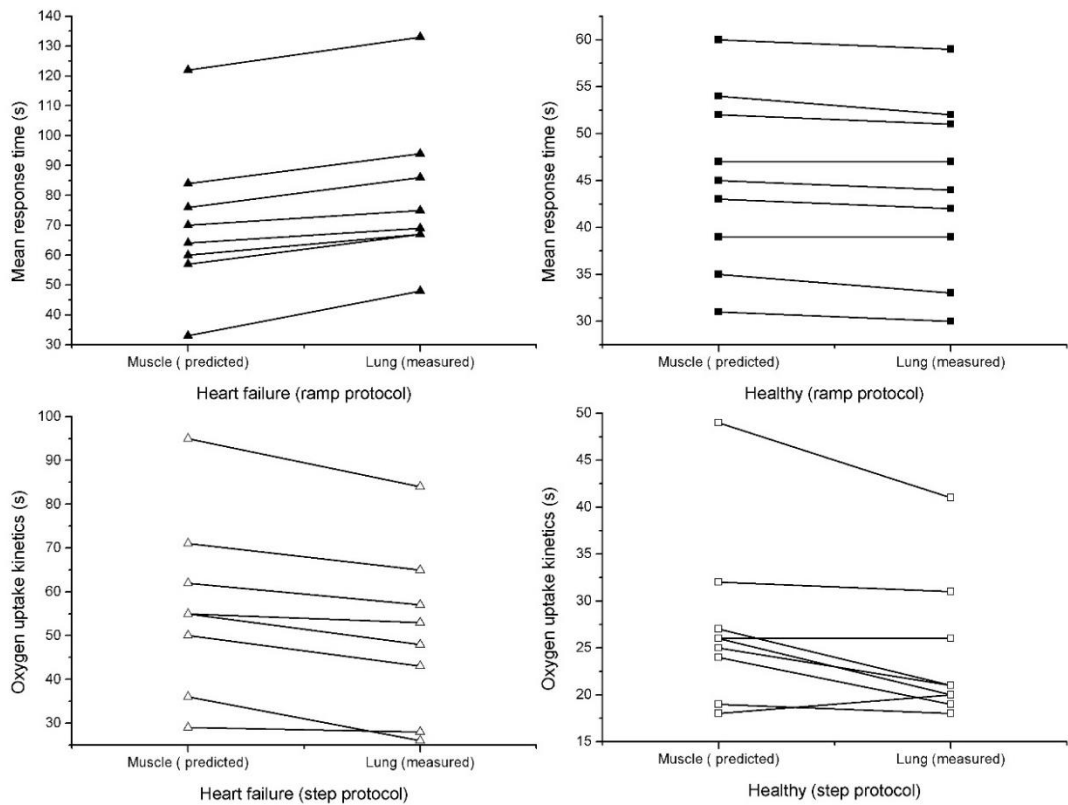 Mean response time (s)
140
130
120
110
100
90
80
70
60
50
40
30
Muscle ( predicted)
Lung (measured)
Heart failure (ramp protocol)
Mean response time (s)
60
55
50
45
40
35
30
Muscle (predicted)
Lung (measured)
Healthy (ramp protocol)
Oxygen uptake kinetics (s)
100
90
80
70
60
50
40
30
Muscle ( predicted)
Lung (measured)
Heart failure (step protocol)
Oxygen uptake kinetics (s)
50
45
40
35
30
25
20
15
Muscle ( predicted)
Lung (measured)
Healthy (step protocol)